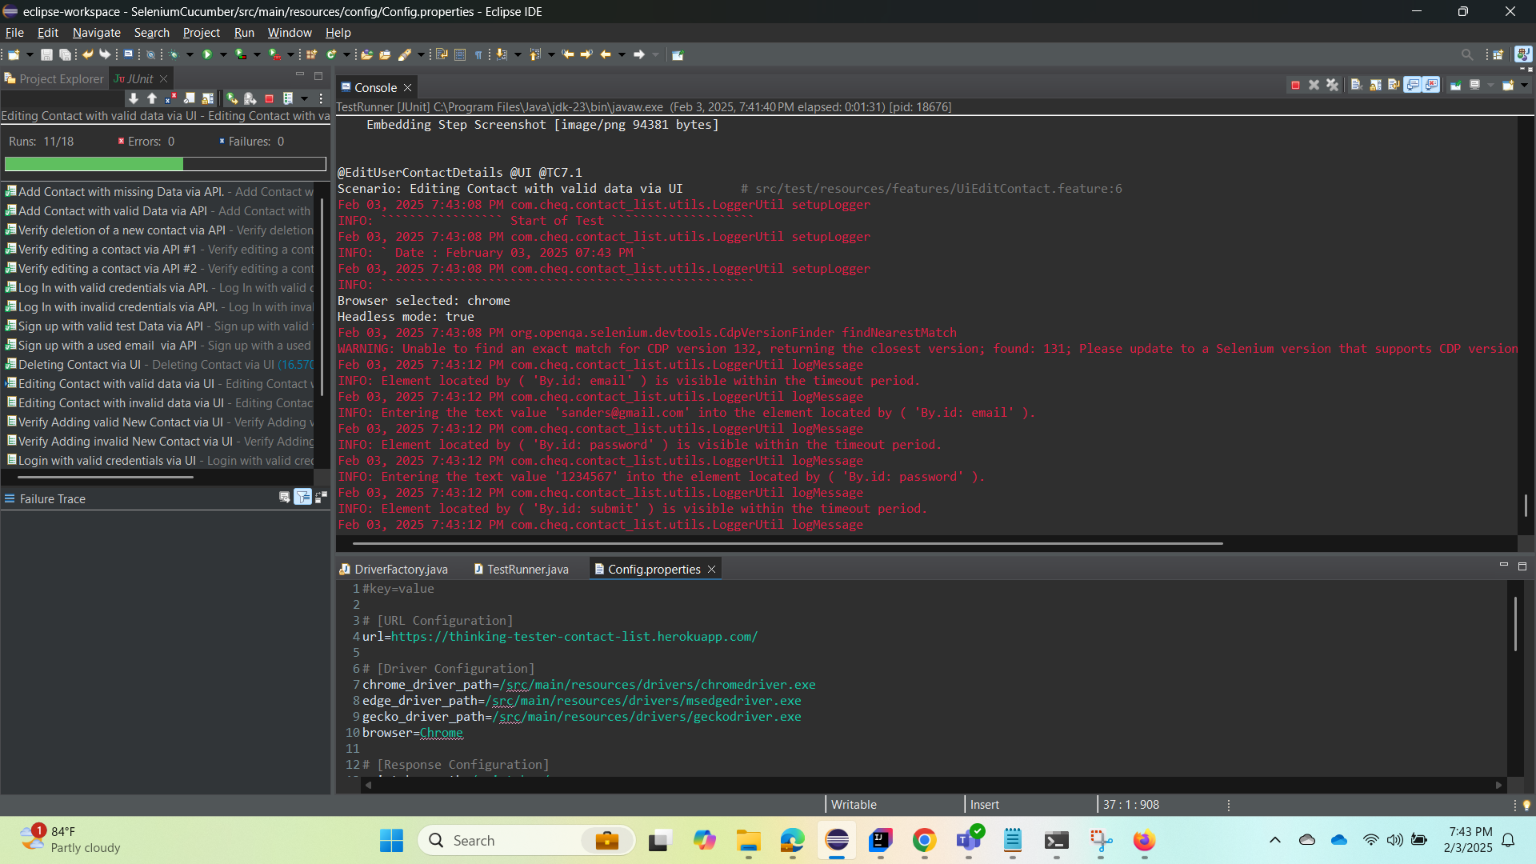 eclipse-workspace - SeleniumCucumber/src/main/resources/config/Config.properties - Eclipse IDE
File Edit Navigate Search Project Run Window Help
Project Explorer JUnit
Editing Contact with valid data via UI - Editing Contact with va
Runs: 11/18 Errors: 0 Failures: 0
Add Contact with missing Data via API. - Add Contact w
Add Contact with valid Data via API - Add Contact with
Verify deletion of a new contact via API - Verify deletion
Verify editing a contact via API #1 - Verify editing a cont
Verify editing a contact via API #2 - Verify editing a cont
Log In with valid credentials via API. - Log In with valid c
Log In with invalid credentials via API. - Log In with inva
Sign up with valid test Data via API - Sign up with valid
Sign up with a used email  via API - Sign up with a used
Deleting Contact via UI - Deleting Contact via UI (16.570
Editing Contact with valid data via UI - Editing Contact
Editing Contact with invalid data via UI - Editing Contac
Verify Adding valid New Contact via UI - Verify Adding v
Verify Adding invalid New Contact via UI - Verify Adding
Login with valid credentials via UI - Login with valid cred
Failure Trace
Console
TestRunner [JUnit] C:\Program Files\Java\jdk-23\bin\javaw.exe (Feb 3, 2025, 7:41:40 PM elapsed: 0:01:31) [pid: 18676]
Embedding Step Screenshot [image/png 94381 bytes]
@EditUserContactDetails @UI @TC7.1
Scenario: Editing Contact with valid data via UI # src/test/resources/features/UiEditContact.feature:6
Feb 03, 2025 7:43:08 PM com.cheq.contact_list.utils.LoggerUtil setupLogger
INFO: ````````````````` Start of Test ````````````````````
Feb 03, 2025 7:43:08 PM com.cheq.contact_list.utils.LoggerUtil setupLogger
INFO: ` Date : February 03, 2025 07:43 PM `
Feb 03, 2025 7:43:08 PM com.cheq.contact_list.utils.LoggerUtil setupLogger
INFO: ````````````````````````````````````````````````````
Browser selected: chrome
Headless mode: true
Feb 03, 2025 7:43:08 PM org.openqa.selenium.devtools.CdpVersionFinder findNearestMatch
WARNING: Unable to find an exact match for CDP version 132, returning the closest version; found: 131; Please update to a Selenium version that supports CDP version
Feb 03, 2025 7:43:12 PM com.cheq.contact_list.utils.LoggerUtil logMessage
INFO: Element located by ( 'By.id: email' ) is visible within the timeout period.
Feb 03, 2025 7:43:12 PM com.cheq.contact_list.utils.LoggerUtil logMessage
INFO: Entering the text value 'sanders@gmail.com' into the element located by ( 'By.id: email' ).
Feb 03, 2025 7:43:12 PM com.cheq.contact_list.utils.LoggerUtil logMessage
INFO: Element located by ( 'By.id: password' ) is visible within the timeout period.
Feb 03, 2025 7:43:12 PM com.cheq.contact_list.utils.LoggerUtil logMessage
INFO: Entering the text value '1234567' into the element located by ( 'By.id: password' ).
Feb 03, 2025 7:43:12 PM com.cheq.contact_list.utils.LoggerUtil logMessage
INFO: Element located by ( 'By.id: submit' ) is visible within the timeout period.
Feb 03, 2025 7:43:12 PM com.cheq.contact_list.utils.LoggerUtil logMessage
DriverFactory.java TestRunner.java Config.properties
1 #key=value
2
3 # [URL Configuration]
4 url=https://thinking-tester-contact-list.herokuapp.com/
5
6 # [Driver Configuration]
7 chrome_driver_path=/src/main/resources/drivers/chromedriver.exe
8 edge_driver_path=/src/main/resources/drivers/msedgedriver.exe
9 gecko_driver_path=/src/main/resources/drivers/geckodriver.exe
10 browser=Chrome
11
12 # [Response Configuration]
Writable Insert 37 : 1 : 908
1
84°F
Partly cloudy
Search
7:43 PM
2/3/2025